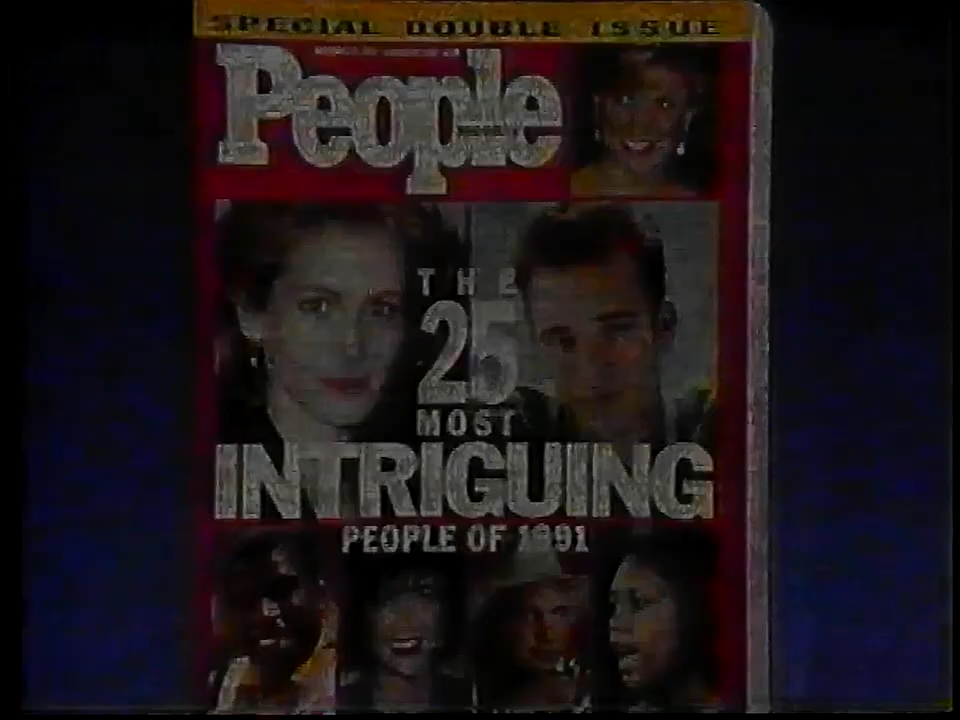 SPECIAL DOUBLE ISSUE
People
THE
25
MOST
INTRIGUING
PEOPLE OF 1991